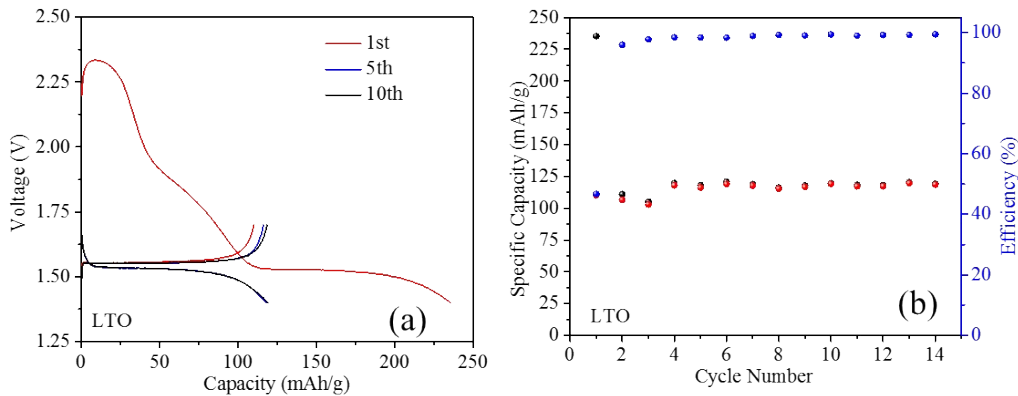 (a)
1st
5th
10th
2.50
2.25
2.00
1.75
1.50
1.25
Voltage (V)
LTO
0 50 100 150 200 250
Capacity (mAh/g)
(b)
250
225
200
175
150
125
100
75
50
25
0
Specific Capacity (mAh/g)
100
80
60
40
20
0
Efficiency (%)
LTO
0 2 4 6 8 10 12 14
Cycle Number